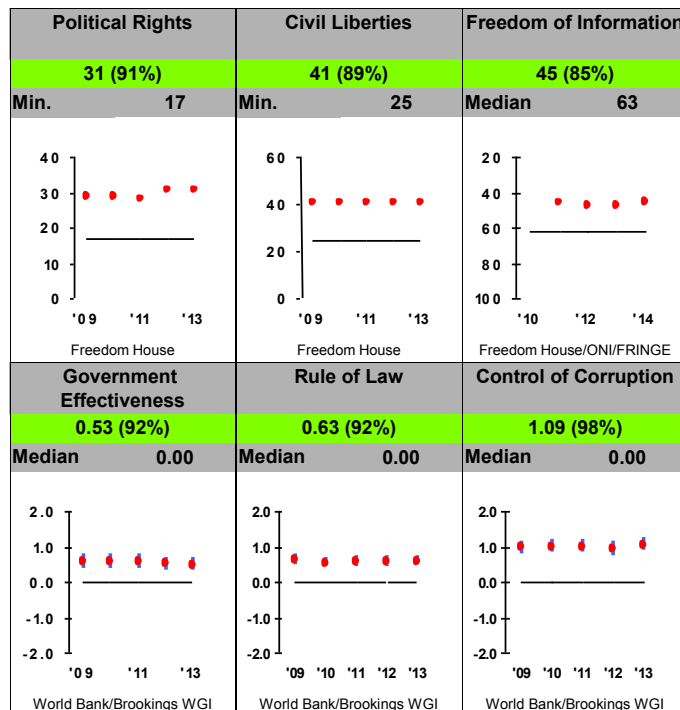 Political Rights
31 (91%)
Min. 17
40
30
20
10
0
'09 '11 '13
Freedom House
Civil Liberties
41 (89%)
Min. 25
60
40
20
0
'09 '11 '13
Freedom House
Freedom of Information
45 (85%)
Median 63
20
40
60
80
100
'10 '12 '14
Freedom House/ONI/FRINGE
Government
Effectiveness
0.53 (92%)
Median 0.00
2.0
1.0
0.0
-1.0
-2.0
'09 '11 '13
World Bank/Brookings WGI
Rule of Law
0.63 (92%)
Median 0.00
2.0
1.0
0.0
-1.0
-2.0
'09 '10 '11 '12 '13
World Bank/Brookings WGI
Control of Corruption
1.09 (98%)
Median 0.00
2.0
1.0
0.0
-1.0
-2.0
'09 '10 '11 '12 '13
World Bank/Brookings WGI